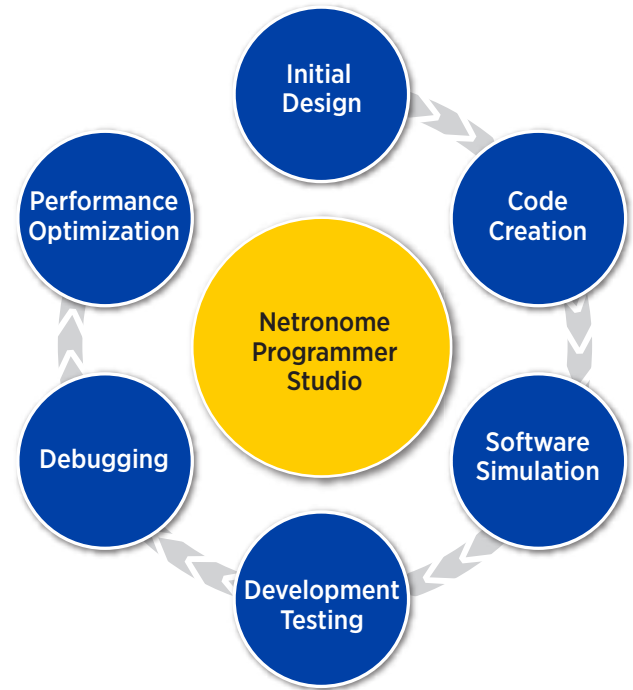 Initial
Design
Code
Creation
Software
Simulation
Development
Testing
Debugging
Performance
Optimization
Netronome
Programmer
Studio